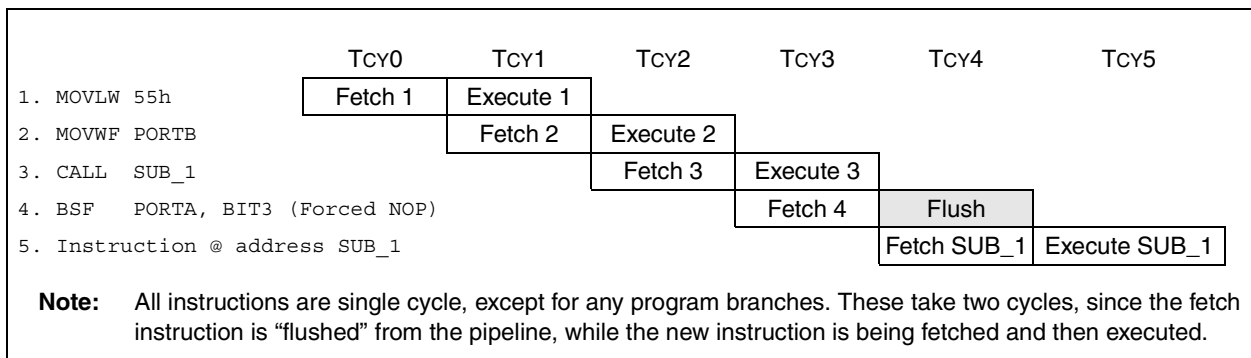 TCY0 TCY1 TCY2 TCY3 TCY4 TCY5
1. MOVLW 55h Fetch 1 Execute 1
2. MOVWF PORTB Fetch 2 Execute 2
3. CALL SUB_1 Fetch 3 Execute 3
4. BSF PORTA, BIT3 (Forced NOP) Fetch 4 Flush
5. Instruction @ address SUB_1 Fetch SUB_1 Execute SUB_1
Note: All instructions are single cycle, except for any program branches. These take two cycles, since the fetch
instruction is “flushed” from the pipeline, while the new instruction is being fetched and then executed.